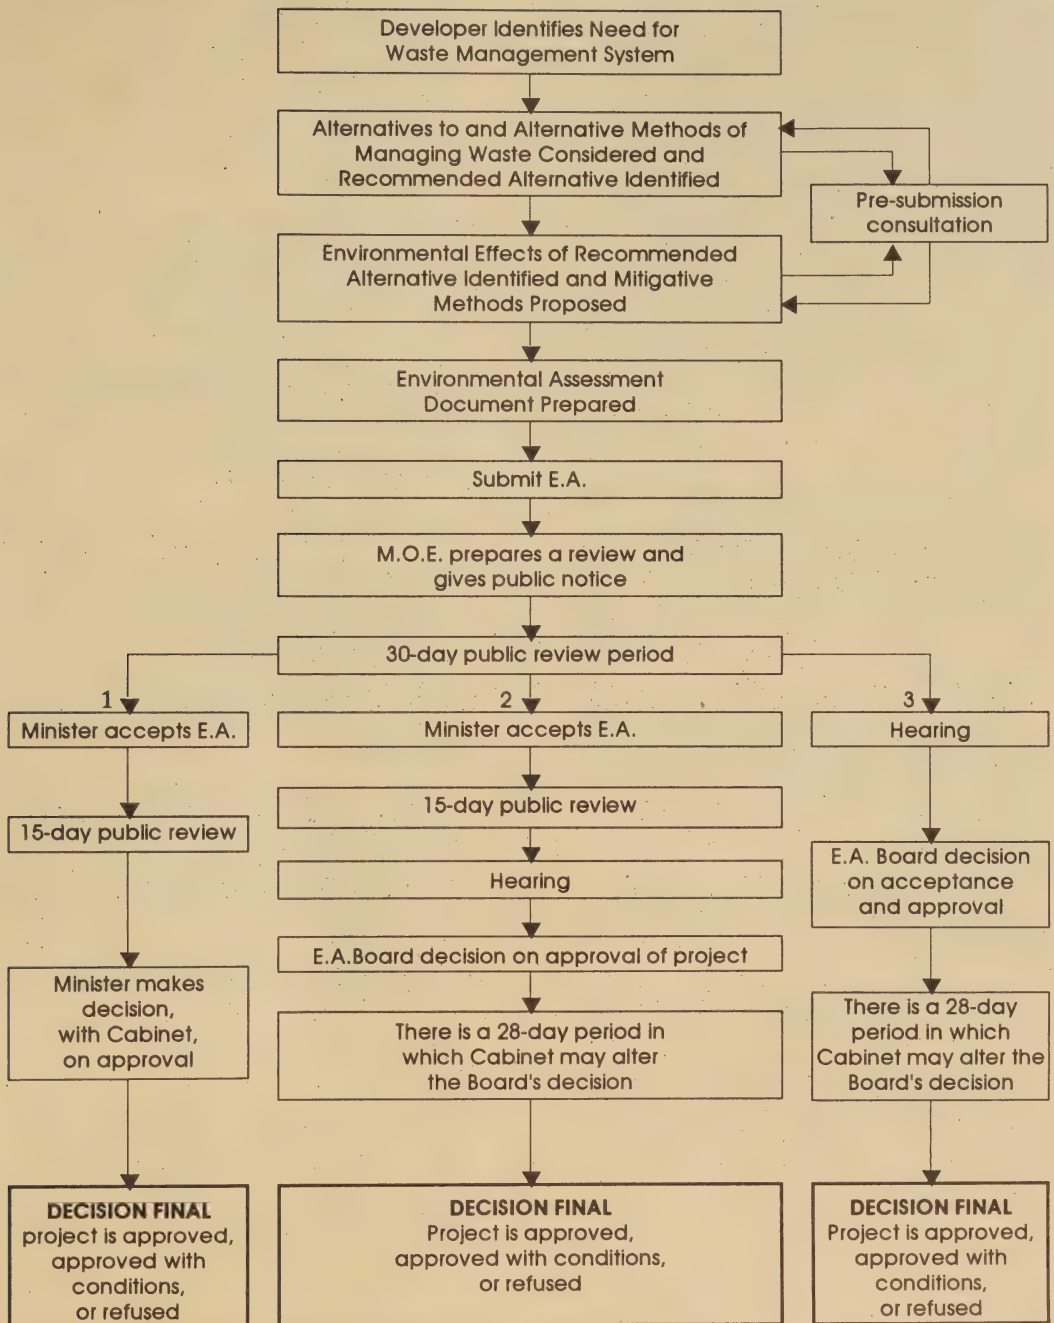 Developer Identifies Need for
Waste Management System
Alternatives to and Alternative Methods of
Managing Waste Considered and
Recommended Alternative Identified
Pre-submission
consultation
Environmental Effects of Recommended
Alternative Identified and Mitigative
Methods Proposed
Environmental Assessment
Document Prepared
Submit E.A.
M.O.E. prepares a review and
gives public notice
30-day public review period
1
Minister accepts E.A.
15-day public review
Minister makes
decision,
with Cabinet,
on approval
DECISION FINAL
project is approved,
approved with
conditions,
or refused
2
Minister accepts E.A.
15-day public review
Hearing
E.A.Board decision on approval of project
There is a 28-day period in
which Cabinet may alter
the Board's decision
DECISION FINAL
Project is approved,
approved with conditions,
or refused
3
Hearing
E.A. Board decision
on acceptance
and approval
There is a 28-day
period in which
Cabinet may alter the
Board's decision
DECISION FINAL
Project is approved,
approved with
conditions,
or refused